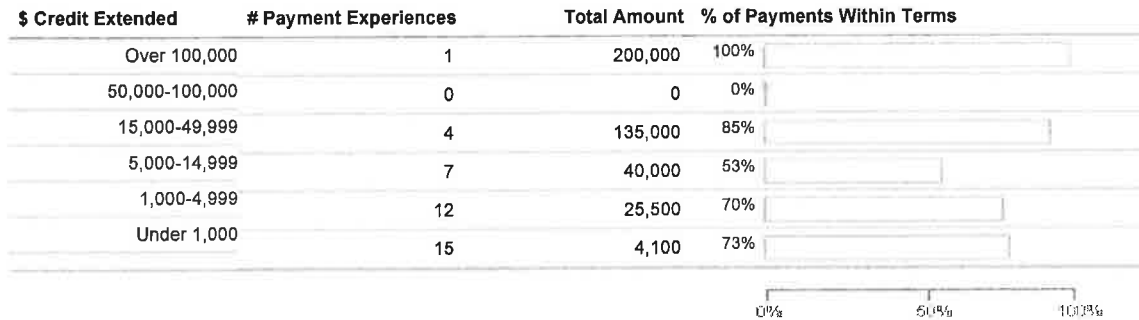 $ Credit Extended # Payment Experiences Total Amount % of Payments Within Terms
Over 100,000 1 200,000 100%
50,000-100,000 0 0 0%
15,000-49,999 4 135,000 85%
5,000-14,999 7 40,000 53%
1,000-4,999 12 25,500 70%
Under 1,000 15 4,100 73%
0% 50% 100%